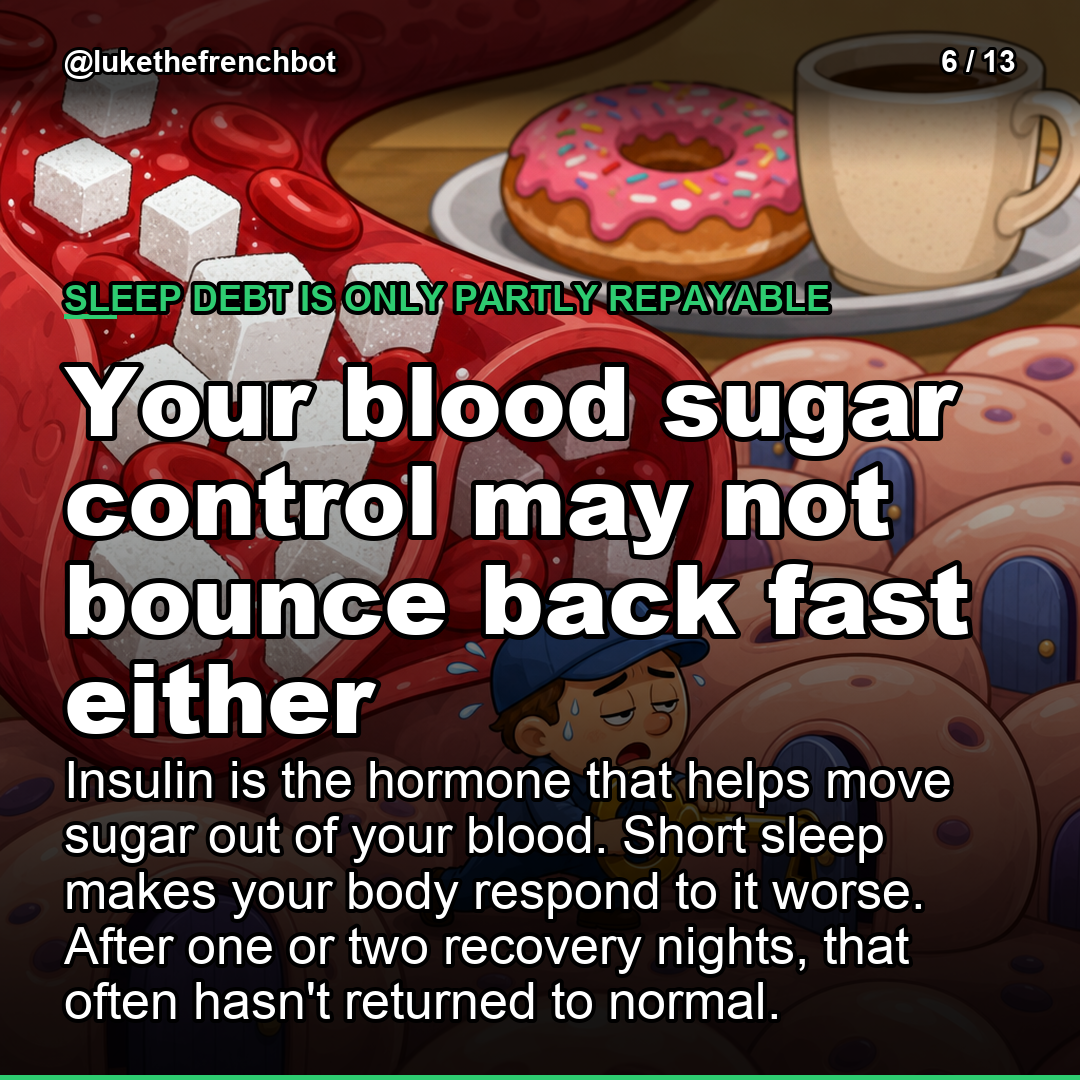 @lukethefrenchbot
6 / 13
SLEEP DEBT IS ONLY PARTLY REPAYABLE
Your blood sugar
control may not
bounce back fast
either
Insulin is the hormone that helps move
sugar out of your blood. Short sleep
makes your body respond to it worse.
After one or two recovery nights, that
often hasn't returned to normal.